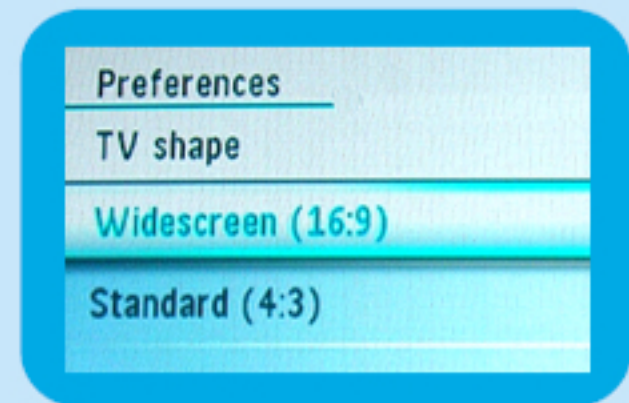 Preferences
TV shape
Widescreen (16:9)
Standard (4:3)